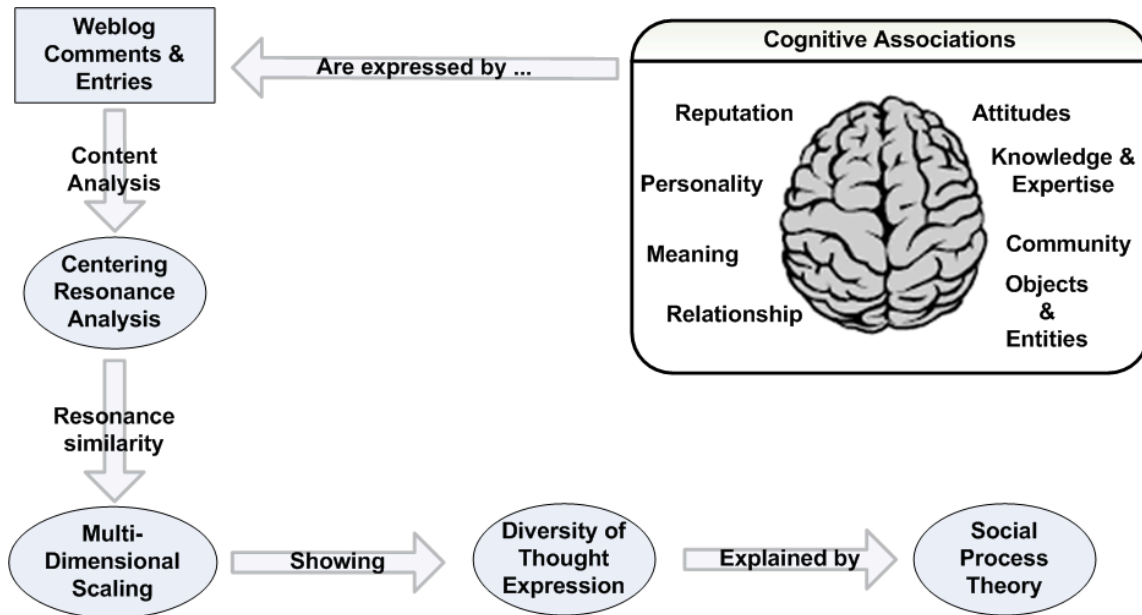 Weblog
Comments &
Entries
Are expressed by ...
Cognitive Associations
Reputation
Attitudes
Personality
Knowledge &
Expertise
Meaning
Community
Relationship
Objects
&
Entities
Content
Analysis
Centering
Resonance
Analysis
Resonance
similarity
Multi-
Dimensional
Scaling
Showing
Diversity of
Thought
Expression
Explained by
Social
Process
Theory